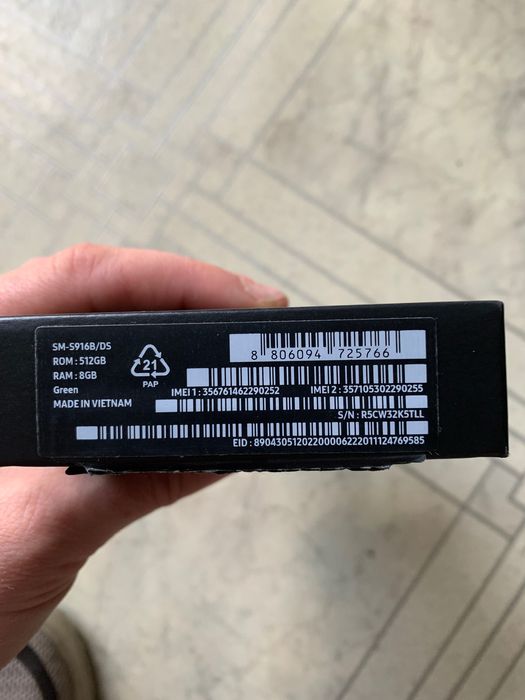 SM-S916B/DS
ROM : 512GB
RAM : 8GB
Green
MADE IN VIETNAM
21
PAP
8 806094 725766
IMEI 1 : 356761462290252 IMEI 2 : 357105302290255
S/N : R5CW32K5TLL
EID : 89043051202200006222011124769585